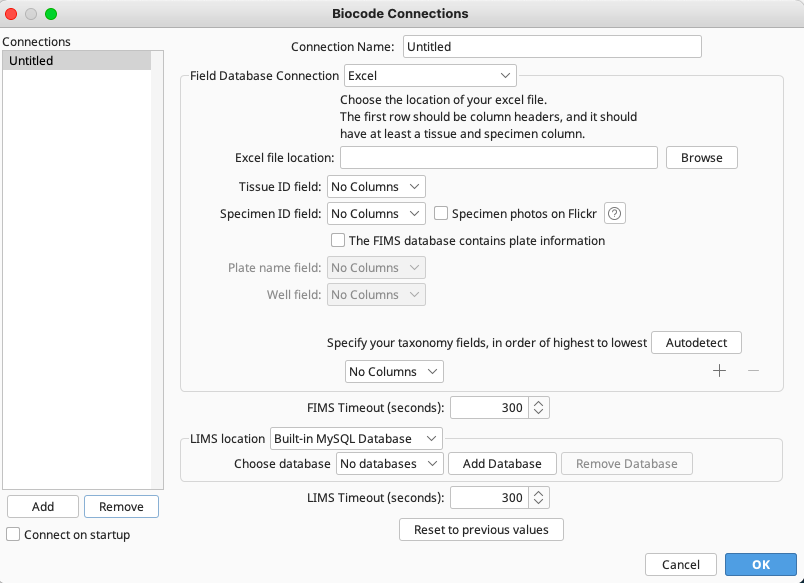 Biocode Connections
Connections
Untitled
Connection Name: Untitled
Field Database Connection Excel
Choose the location of your excel file.
The first row should be column headers, and it should
have at least a tissue and specimen column.
Excel file location: Browse
Tissue ID field: No Columns
Specimen ID field: No Columns Specimen photos on Flickr ?
The FIMS database contains plate information
Plate name field: No Columns
Well field: No Columns
Specify your taxonomy fields, in order of highest to lowest Autodetect
No Columns
FIMS Timeout (seconds): 300
LIMS location Built-in MySQL Database
Choose database No databases Add Database Remove Database
LIMS Timeout (seconds): 300
Add Remove
Reset to previous values
Connect on startup
Cancel OK